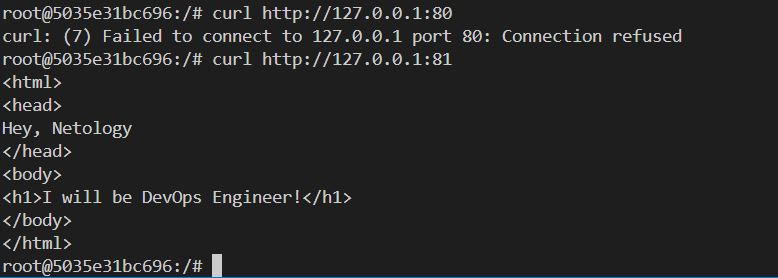 root@5035e31bc696:/# curl http://127.0.0.1:80
curl: (7) Failed to connect to 127.0.0.1 port 80: Connection refused
root@5035e31bc696:/# curl http://127.0.0.1:81
<html>
<head>
Hey, Netology
</head>
<body>
<h1>I will be DevOps Engineer!</h1>
</body>
</html>
root@5035e31bc696:/#